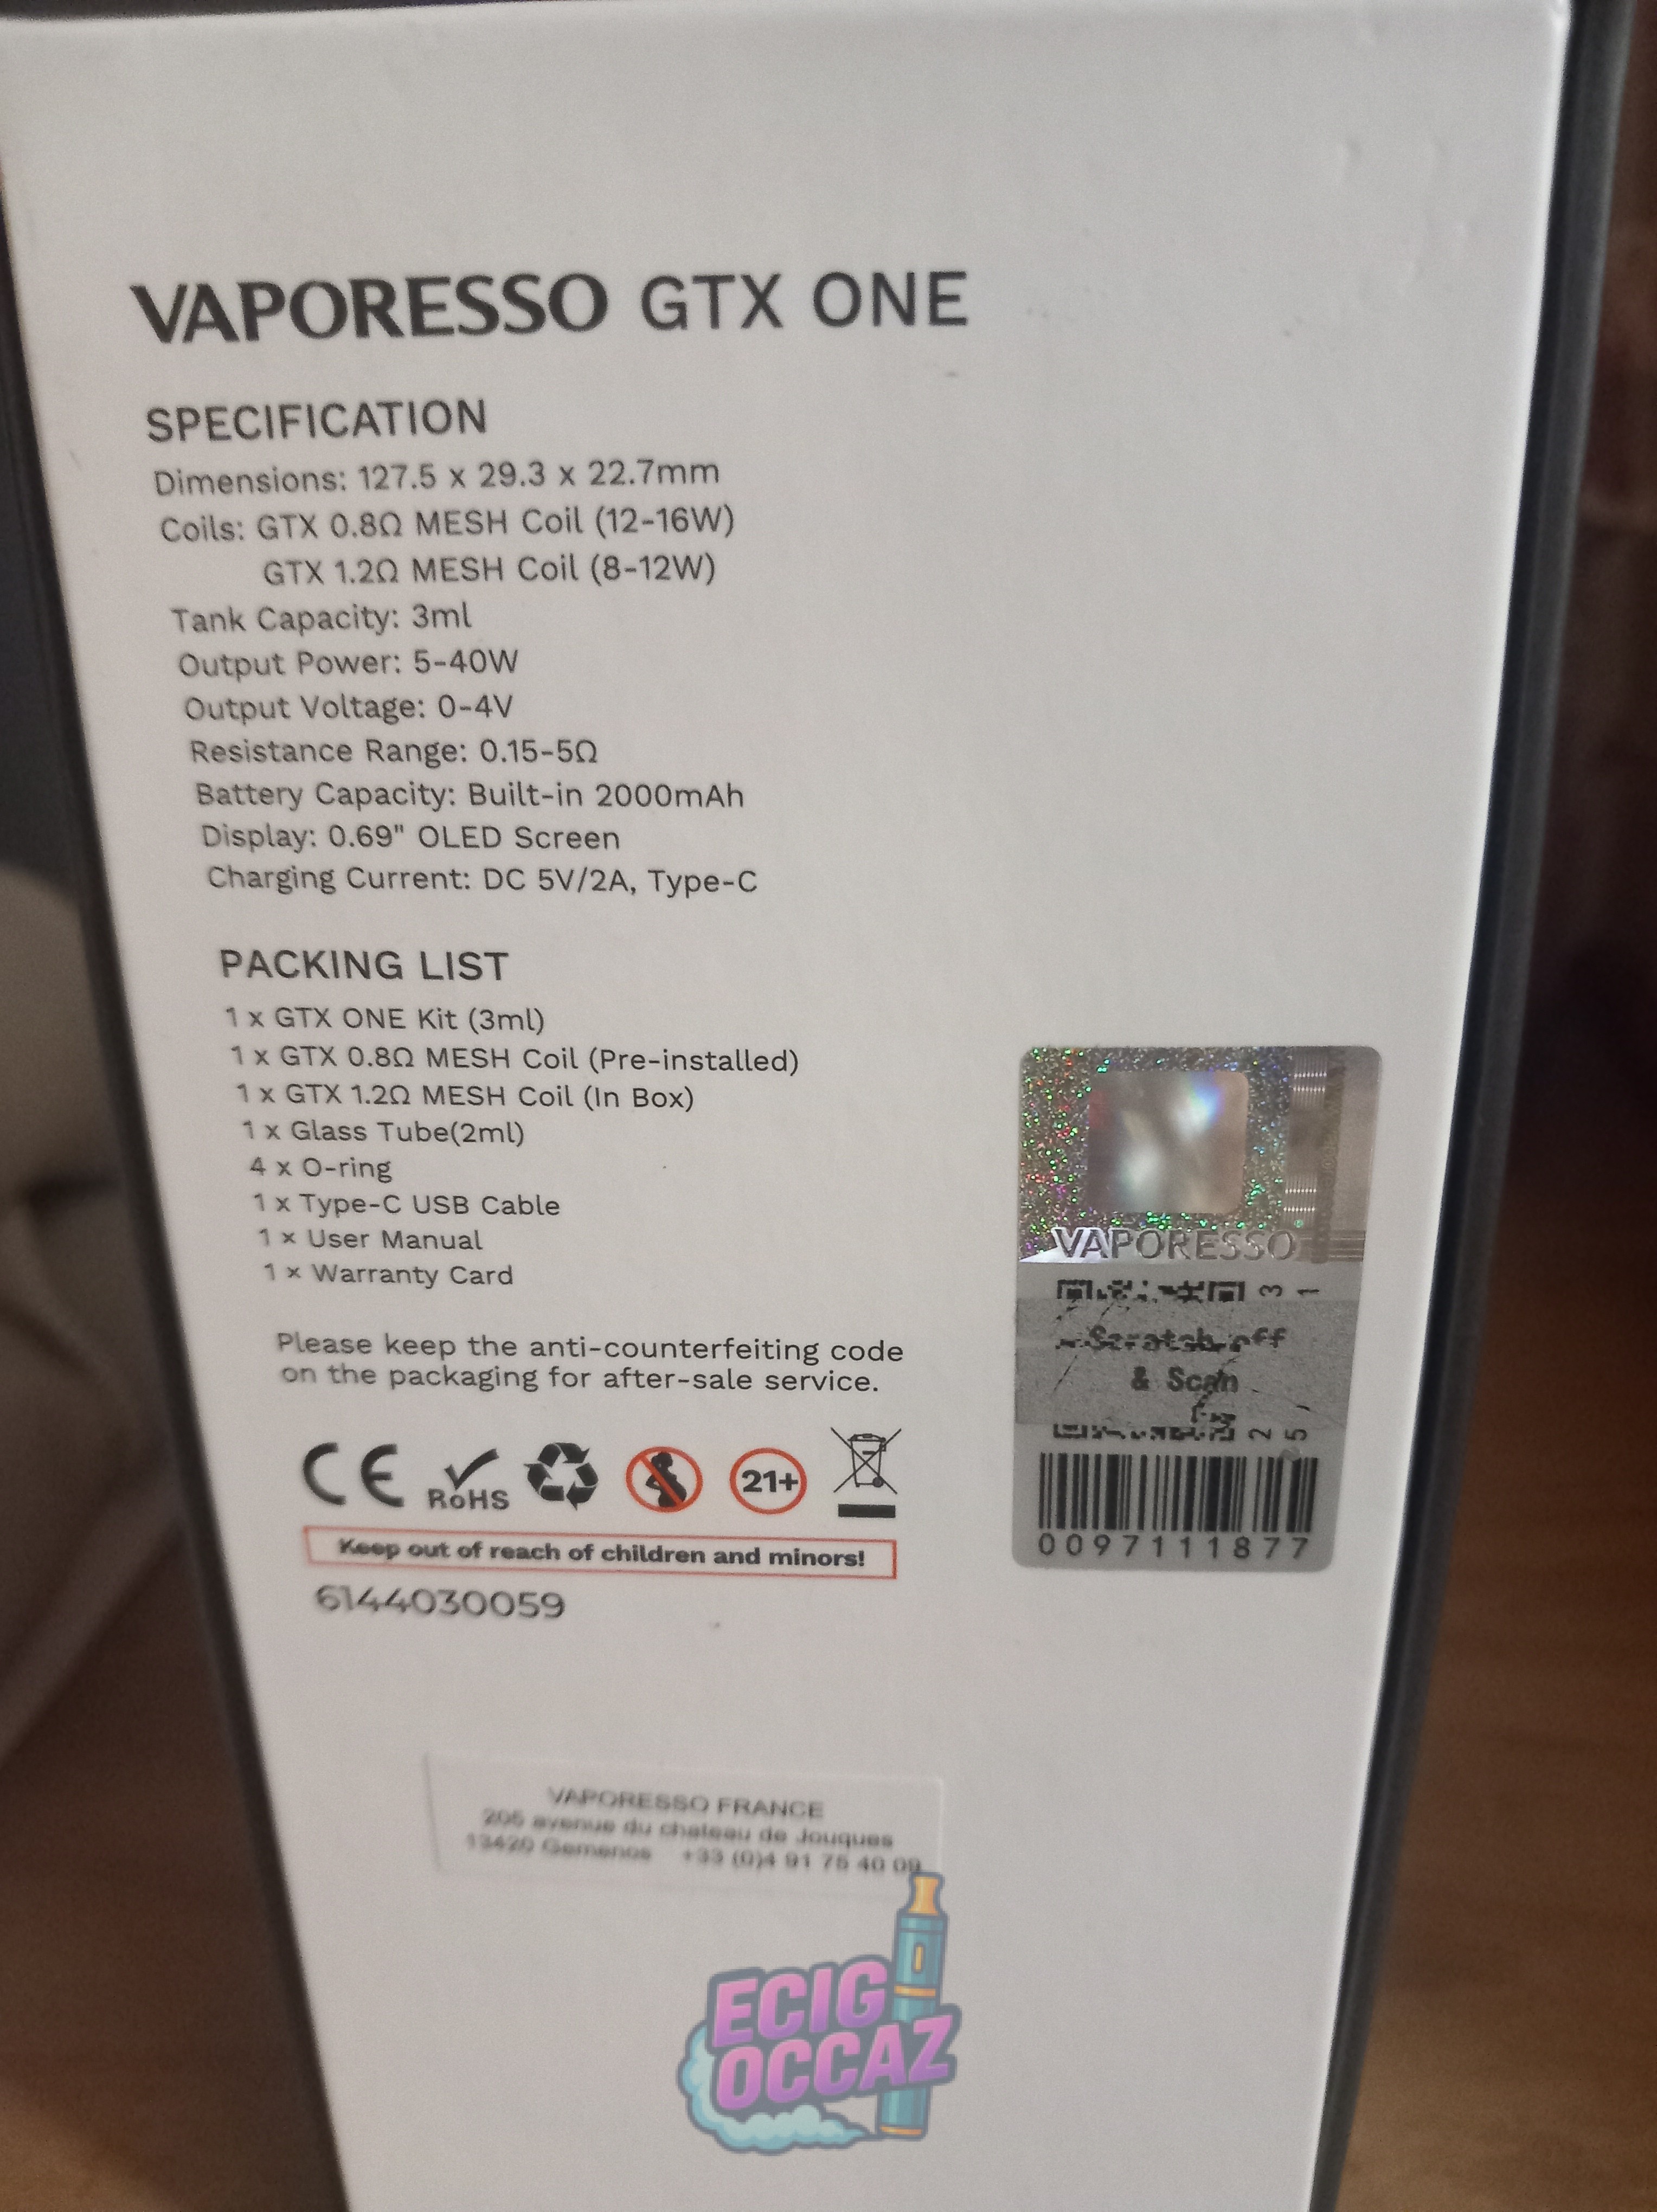 VAPORESSO GTX ONE
SPECIFICATION
Dimensions: 127.5 x 29.3 x 22.7mm
Coils: GTX 0.8Ω MESH Coil (12-16W)
GTX 1.2Ω MESH Coil (8-12W)
Tank Capacity: 3ml
Output Power: 5-40W
Output Voltage: 0-4V
Resistance Range: 0.15-5Ω
Battery Capacity: Built-in 2000mAh
Display: 0.69" OLED Screen
Charging Current: DC 5V/2A, Type-C
PACKING LIST
1 x GTX ONE Kit (3ml)
1 x GTX 0.8Ω MESH Coil (Pre-installed)
1 x GTX 1.2Ω MESH Coil (In Box)
1 x Glass Tube(2ml)
4 x O-ring
1 x Type-C USB Cable
1 x User Manual
1 x Warranty Card
Please keep the anti-counterfeiting code
on the packaging for after-sale service.
CE RoHS 21+
Keep out of reach of children and minors!
6144030059
VAPORESSO
3 1
Scratch off
& Scan
2 5
0097111877
VAPORESSO FRANCE
205 avenue du chateau de Jouques
13420 Gemenos +33 (0)4 91 75 40 09
ECIG
OCCAZ